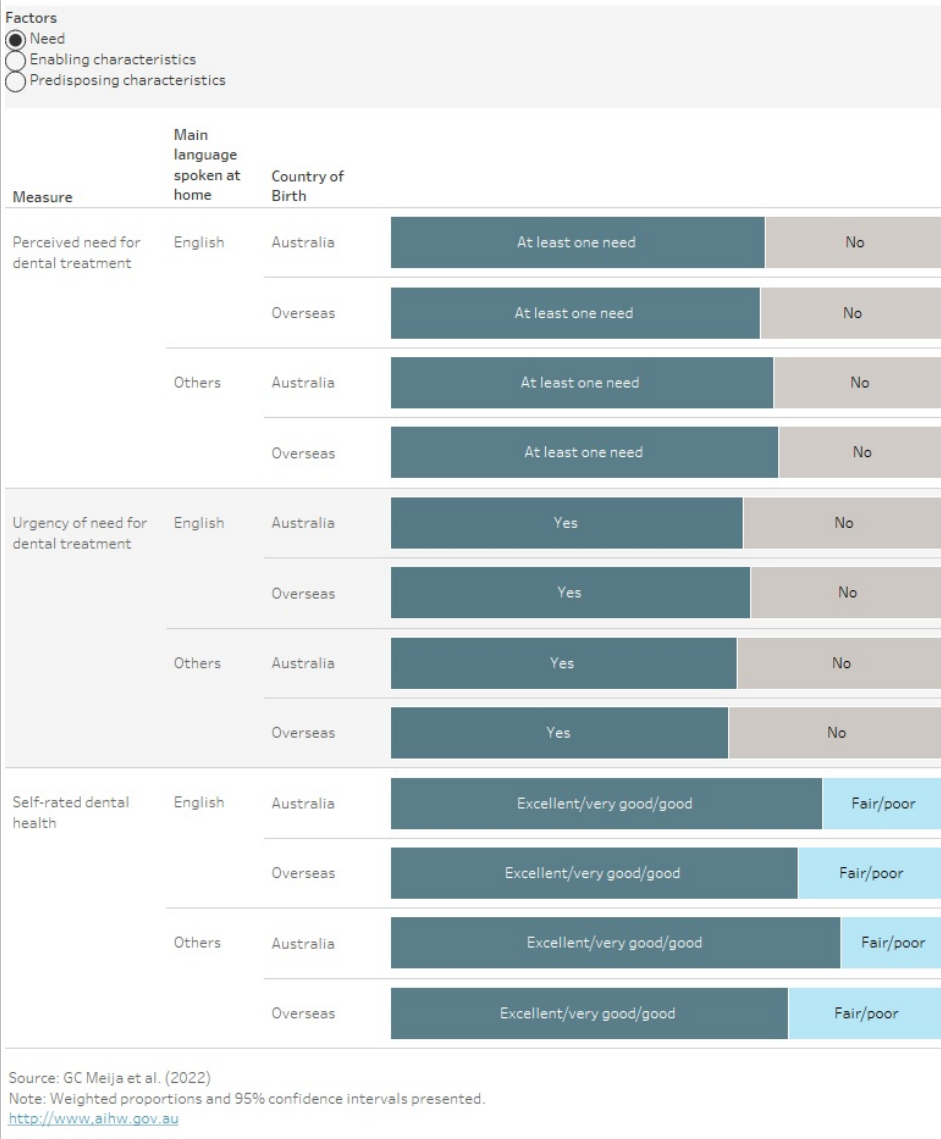 Factors
Need
Enabling characteristics
Predisposing characteristics
Main
language
spoken at
home
Country of
Birth
Measure
Perceived need for
dental treatment
English
Australia
At least one need
No
Overseas
At least one need
No
Others
Australia
At least one need
No
Overseas
At least one need
No
Urgency of need for
dental treatment
English
Australia
Yes
No
Overseas
Yes
No
Others
Australia
Yes
No
Overseas
Yes
No
Self-rated dental
health
English
Australia
Excellent/very good/good
Fair/poor
Overseas
Excellent/very good/good
Fair/poor
Others
Australia
Excellent/very good/good
Fair/poor
Overseas
Excellent/very good/good
Fair/poor
Source: GC Meija et al. (2022)
Note: Weighted proportions and 95% confidence intervals presented.
http://www,aihw.gov.au